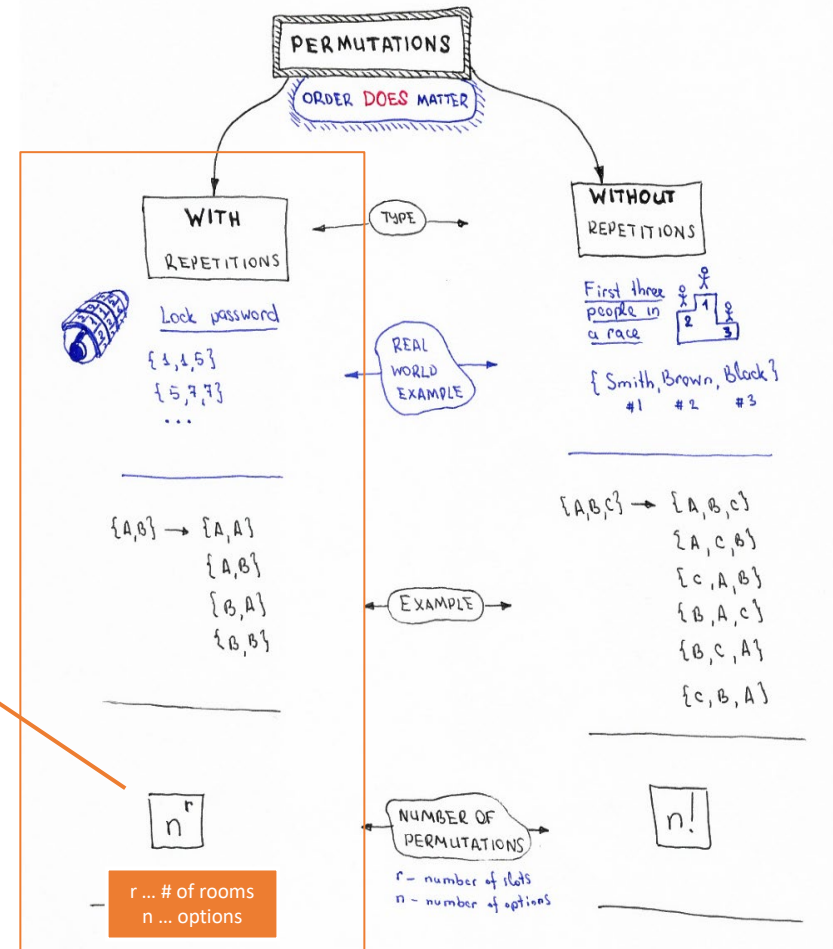 PERMUTATIONS
ORDER DOES MATTER
WITH
REPETITIONS
TYPE
WITHOUT
REPETITIONS
Lock password
{1,1,5}
{5,7,7}
...
REAL
WORLD
EXAMPLE
First three
people in
a race
1
2
3
{Smith, Brown, Black}
#1 #2 #3
{A,B} → {A,A}
{A,B}
{B,A}
{B,B}
EXAMPLE
{A,B,C} → {A,B,C}
{A,C,B}
{C,A,B}
{B,A,C}
{B,C,A}
{C,B,A}
n^r
NUMBER OF
PERMUTATIONS
r - number of slots
n - number of options
n!
r ... # of rooms
n ... options